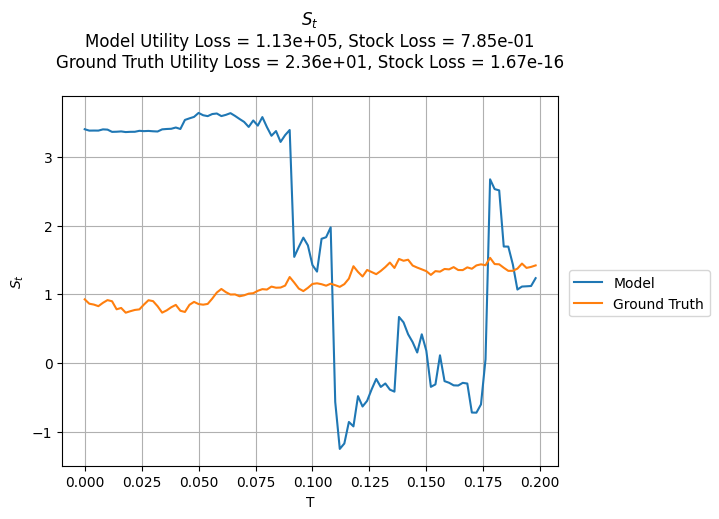 S_t
Model Utility Loss = 1.13e+05, Stock Loss = 7.85e-01
Ground Truth Utility Loss = 2.36e+01, Stock Loss = 1.67e-16
3
2
1
0
−1
S_t
0.000 0.025 0.050 0.075 0.100 0.125 0.150 0.175 0.200
T
Model
Ground Truth